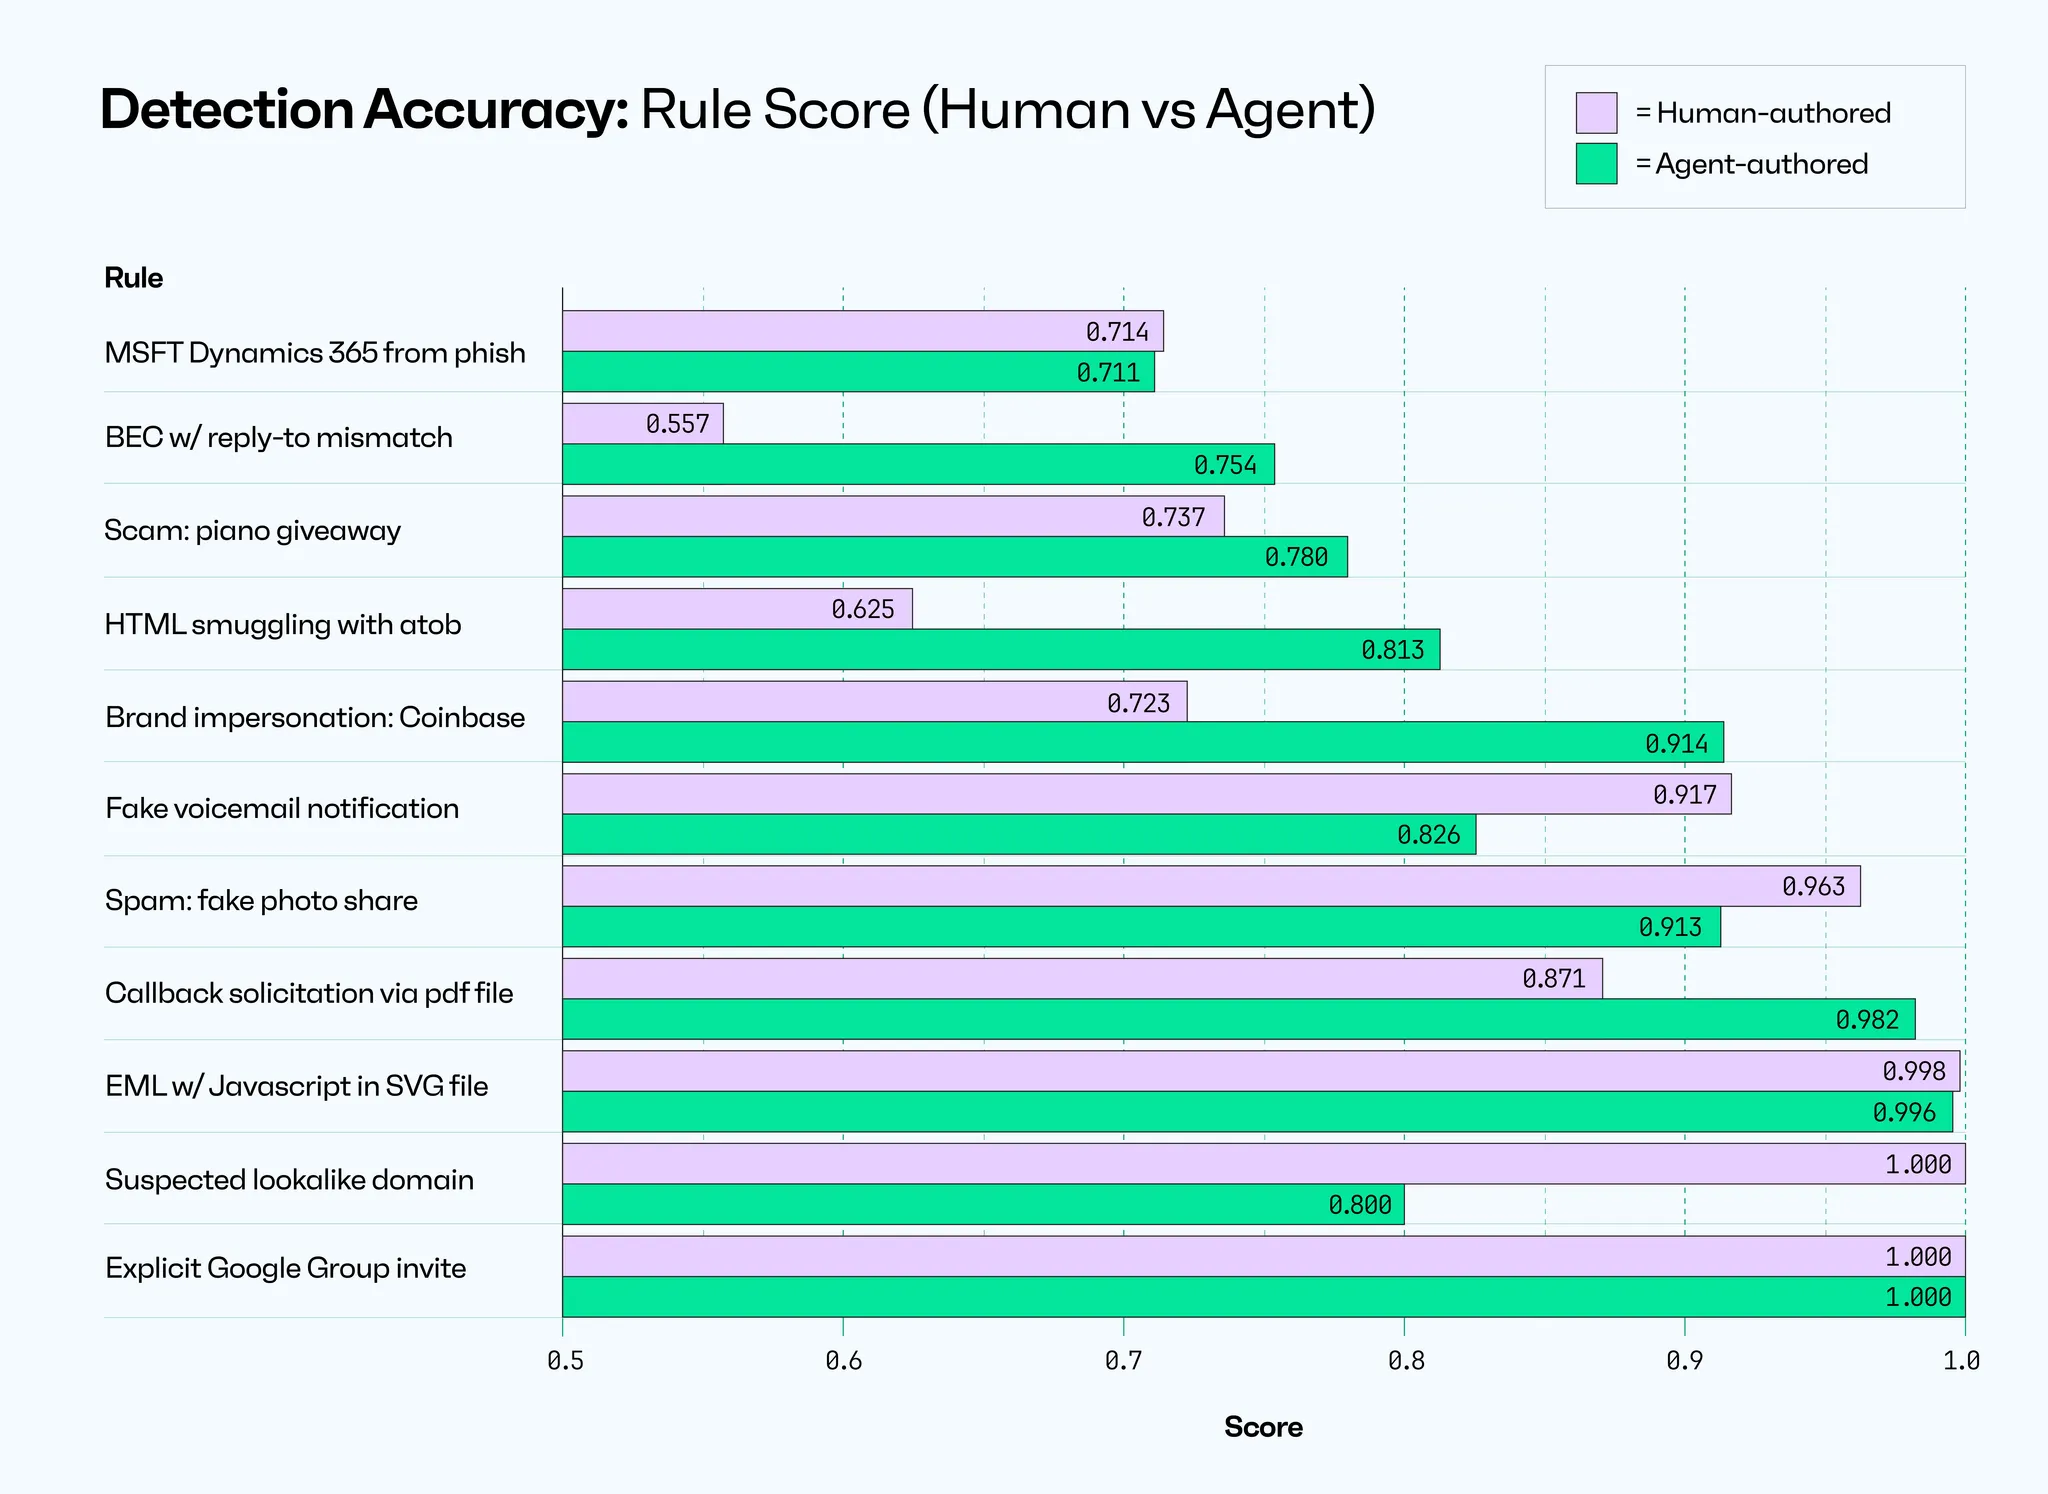 Detection Accuracy: Rule Score (Human vs Agent)
= Human-authored
= Agent-authored
Rule
MSFT Dynamics 365 from phish
0.714
0.711
BEC w/ reply-to mismatch
0.557
0.754
Scam: piano giveaway
0.737
0.780
HTML smuggling with atob
0.625
0.813
Brand impersonation: Coinbase
0.723
0.914
Fake voicemail notification
0.917
0.826
Spam: fake photo share
0.963
0.913
Callback solicitation via pdf file
0.871
0.982
EML w/ Javascript in SVG file
0.998
0.996
Suspected lookalike domain
1.000
0.800
Explicit Google Group invite
1.000
1.000
0.5 0.6 0.7 0.8 0.9 1.0
Score